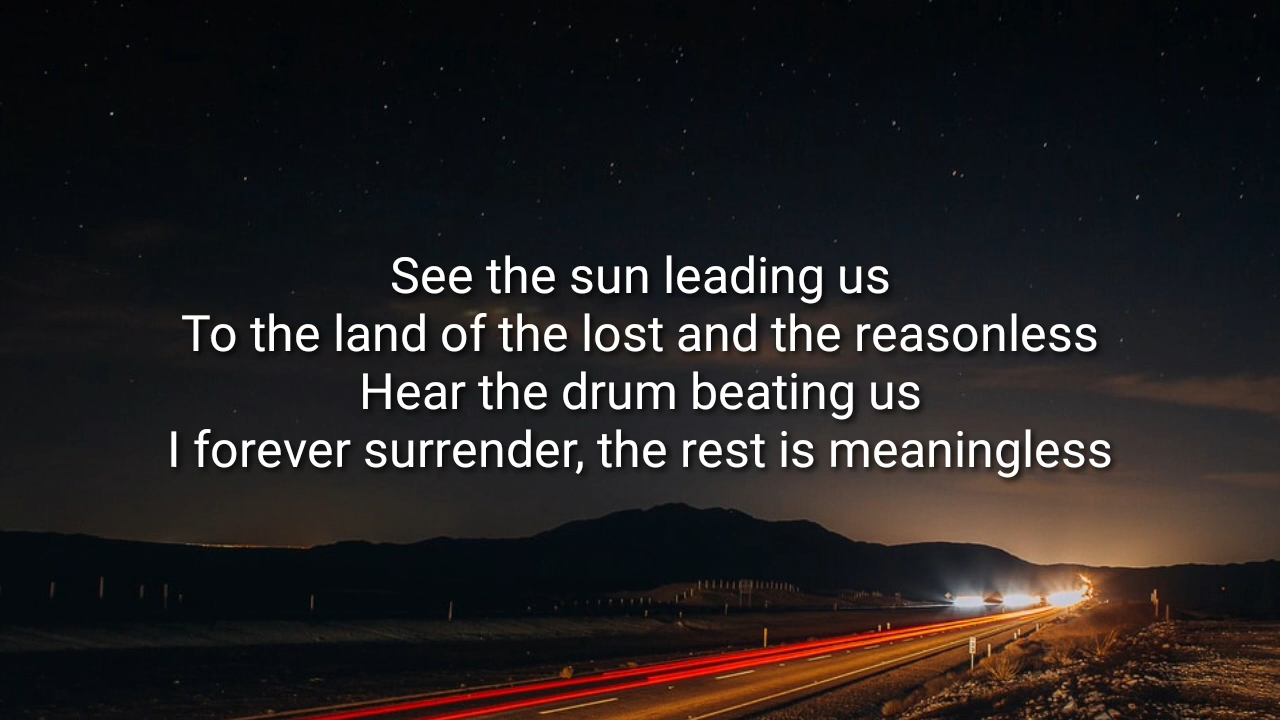 See the sun leading us
To the land of the lost and the reasonless
Hear the drum beating us
I forever surrender, the rest is meaningless